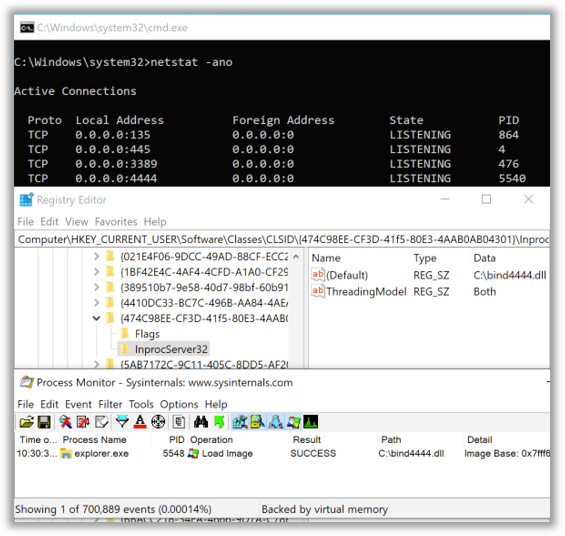 C:\Windows\system32\cmd.exe
C:\Windows\system32>netstat -ano
Active Connections
Proto Local Address Foreign Address State PID
TCP 0.0.0.0:135 0.0.0.0:0 LISTENING 864
TCP 0.0.0.0:445 0.0.0.0:0 LISTENING 4
TCP 0.0.0.0:3389 0.0.0.0:0 LISTENING 476
TCP 0.0.0.0:4444 0.0.0.0:0 LISTENING 5540
Registry Editor
File Edit View Favorites Help
Computer\HKEY_CURRENT_USER\Software\Classes\CLSID\{474C98EE-CF3D-41f5-80E3-4AAB0AB04301}\Inproc
{021E4F06-9DCC-49AD-88CF-ECC2
Name Type Data
{1BF42E4C-4AF4-4CFD-A1A0-CF29
(Default) REG_SZ C:\bind4444.dll
{389510b7-9e58-40d7-98bf-60b91
ThreadingModel REG_SZ Both
{4410DC33-BC7C-496B-AA84-4AEA
{474C98EE-CF3D-41f5-80E3-4AAB0
Flags
InprocServer32
{5AB7172C-9C11-405C-8DD5-AF20
Process Monitor - Sysinternals: www.sysinternals.com
File Edit Event Filter Tools Options Help
Time o... Process Name PID Operation Result Path Detail
10:30:3... explorer.exe 5548 Load Image SUCCESS C:\bind4444.dll Image Base: 0x7fff6
Showing 1 of 700,889 events (0.00014%) Backed by virtual memory